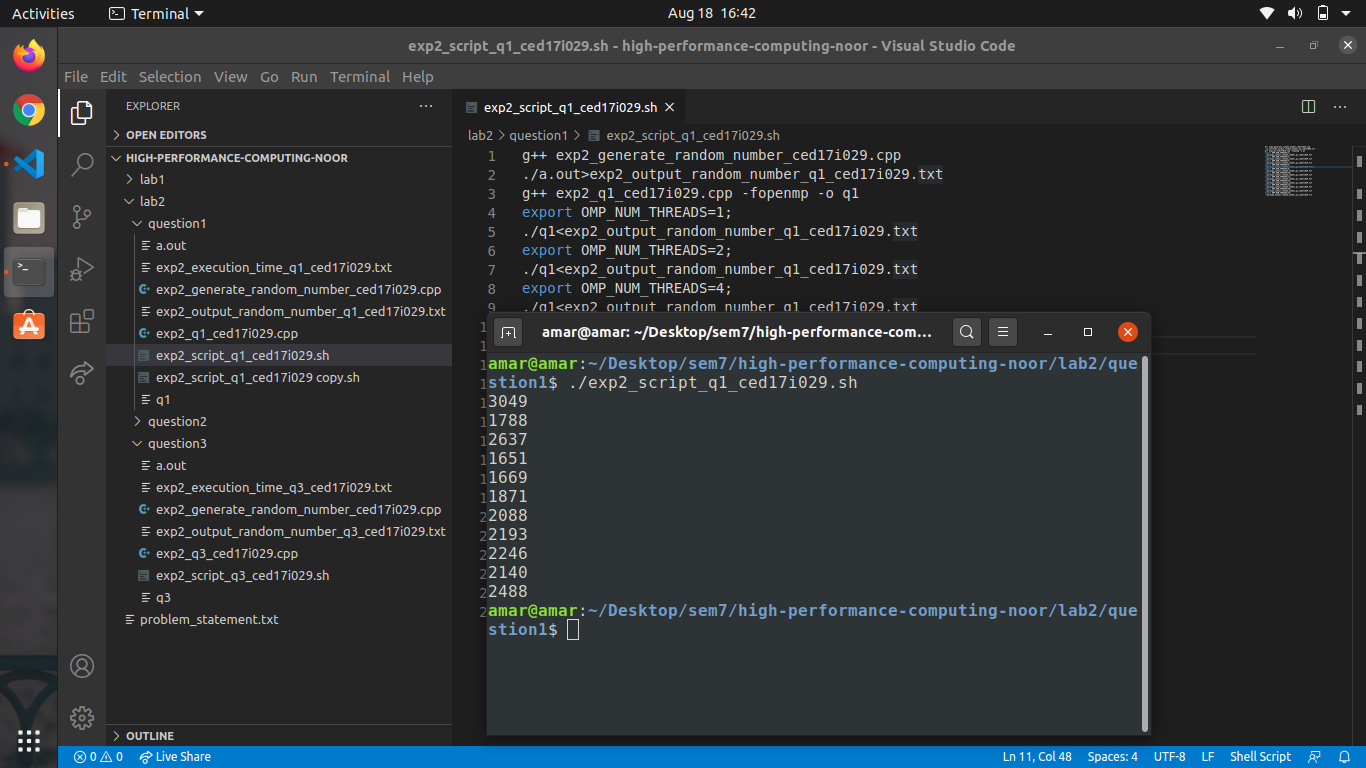 Activities
Terminal
Aug 18 16:42
exp2_script_q1_ced17i029.sh - high-performance-computing-noor - Visual Studio Code
File Edit Selection View Go Run Terminal Help
EXPLORER
OPEN EDITORS
HIGH-PERFORMANCE-COMPUTING-NOOR
lab1
lab2
question1
a.out
exp2_execution_time_q1_ced17i029.txt
exp2_generate_random_number_ced17i029.cpp
exp2_output_random_number_q1_ced17i029.txt
exp2_q1_ced17i029.cpp
exp2_script_q1_ced17i029.sh
exp2_script_q1_ced17i029 copy.sh
q1
question2
question3
a.out
exp2_execution_time_q3_ced17i029.txt
exp2_generate_random_number_ced17i029.cpp
exp2_output_random_number_q3_ced17i029.txt
exp2_q3_ced17i029.cpp
exp2_script_q3_ced17i029.sh
q3
problem_statement.txt
OUTLINE
exp2_script_q1_ced17i029.sh
lab2 > question1 > exp2_script_q1_ced17i029.sh
1 g++ exp2_generate_random_number_ced17i029.cpp
2 ./a.out>exp2_output_random_number_q1_ced17i029.txt
3 g++ exp2_q1_ced17i029.cpp -fopenmp -o q1
4 export OMP_NUM_THREADS=1;
5 ./q1<exp2_output_random_number_q1_ced17i029.txt
6 export OMP_NUM_THREADS=2;
7 ./q1<exp2_output_random_number_q1_ced17i029.txt
8 export OMP_NUM_THREADS=4;
9 ./q1<exp2_output_random_number_q1_ced17i029.txt
amar@amar: ~/Desktop/sem7/high-performance-com...
amar@amar:~/Desktop/sem7/high-performance-computing-noor/lab2/que
stion1$ ./exp2_script_q1_ced17i029.sh
3049
1788
2637
1651
1669
1871
2088
2193
2246
2140
2488
amar@amar:~/Desktop/sem7/high-performance-computing-noor/lab2/que
stion1$
0 0 Live Share
Ln 11, Col 48 Spaces: 4 UTF-8 LF Shell Script